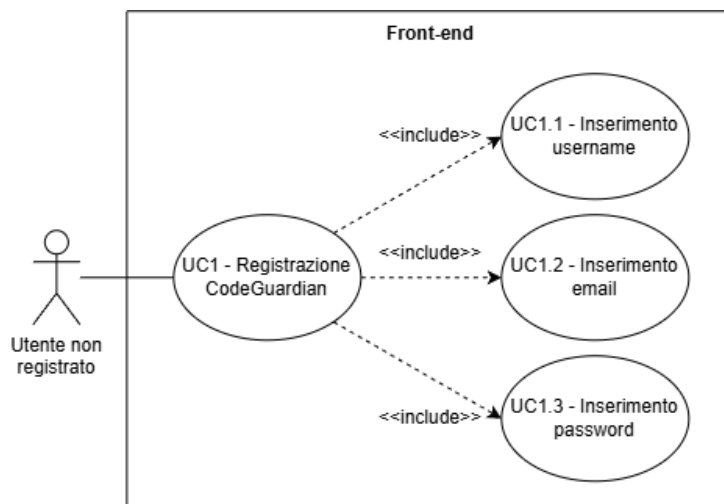 Front-end
<<include>>
UC1.1 - Inserimento
username
<<include>>
UC1 - Registrazione
CodeGuardian
UC1.2 - Inserimento
email
Utente non
registrato
<<include>>
UC1.3 - Inserimento
password